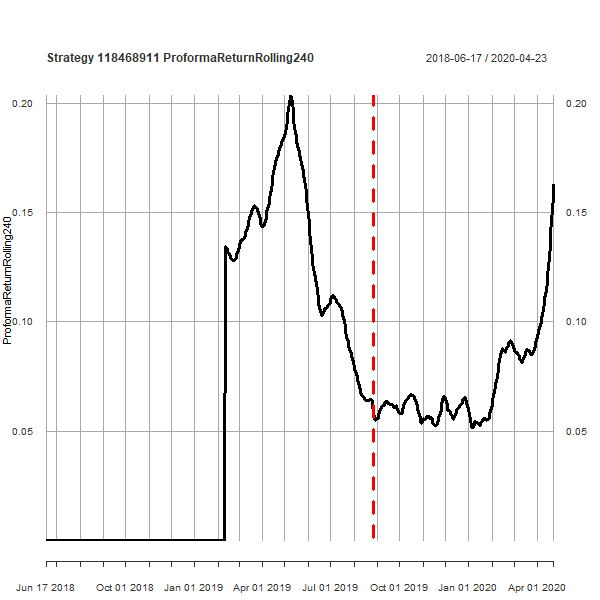 Strategy 118468911 ProformaReturnRolling240
2018-06-17 / 2020-04-23
0.20
0.20
0.15
0.15
ProformaReturnRolling240
0.10
0.10
0.05
0.05
Jun 17 2018
Oct 01 2018
Jan 01 2019
Apr 01 2019
Jul 01 2019
Oct 01 2019
Jan 01 2020
Apr 01 2020